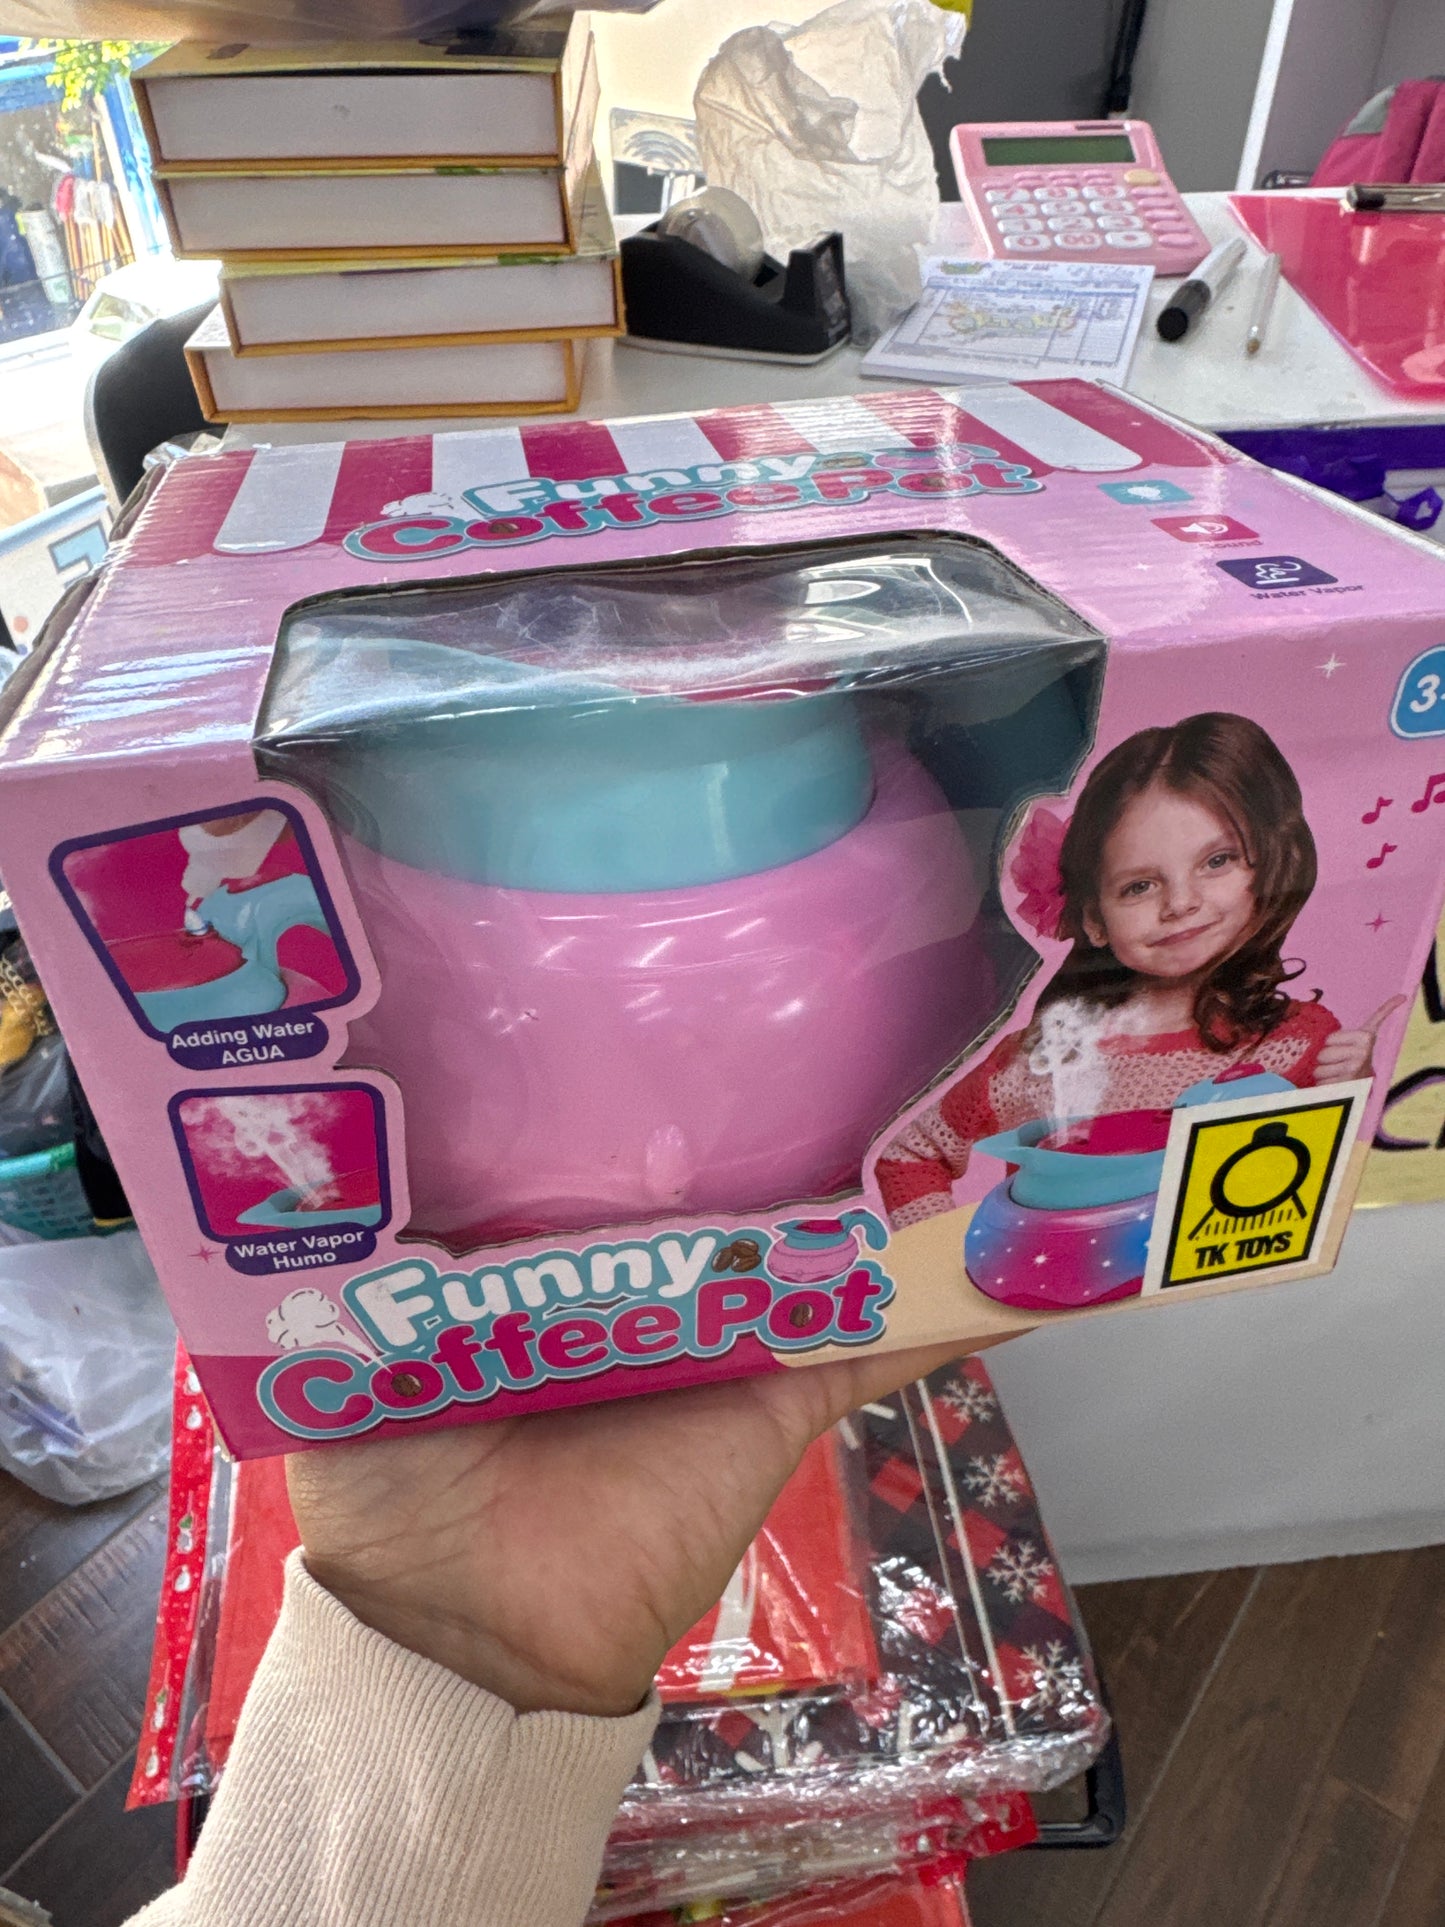 Funny
Coffee Pot
Sound
Water Vapor
3+
Adding Water
AGUA
Water Vapor
Humo
Funny
Coffee Pot
TK TOYS